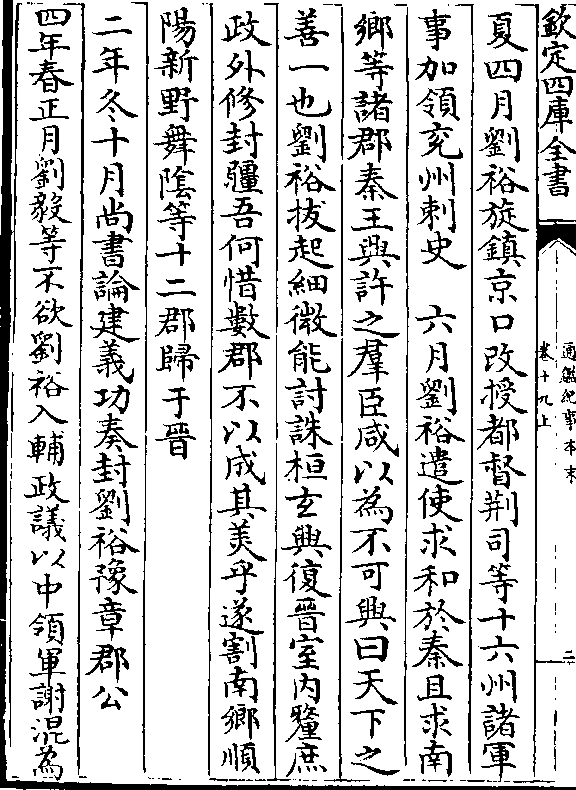 欽定四庫全書
通鑑紀事本末
卷十九上
二
夏四月劉裕旋鎮京口改授都督荆司等十六州諸軍
事加領兖州刺史　六月劉裕遣使求和於秦且求南
鄉等諸郡秦王興許之羣臣咸以為不可興曰天下之
善一也劉裕拔起細微能討誅桓玄興復晉室内釐庶
政外修封疆吾何惜數郡不以成其美乎遂割南鄉順
陽新野舞陰等十二郡歸于晉
二年冬十月尚書論建義功奏封劉裕豫章郡公
四年春正月劉毅等不欲劉裕入輔政議以中領軍謝混為